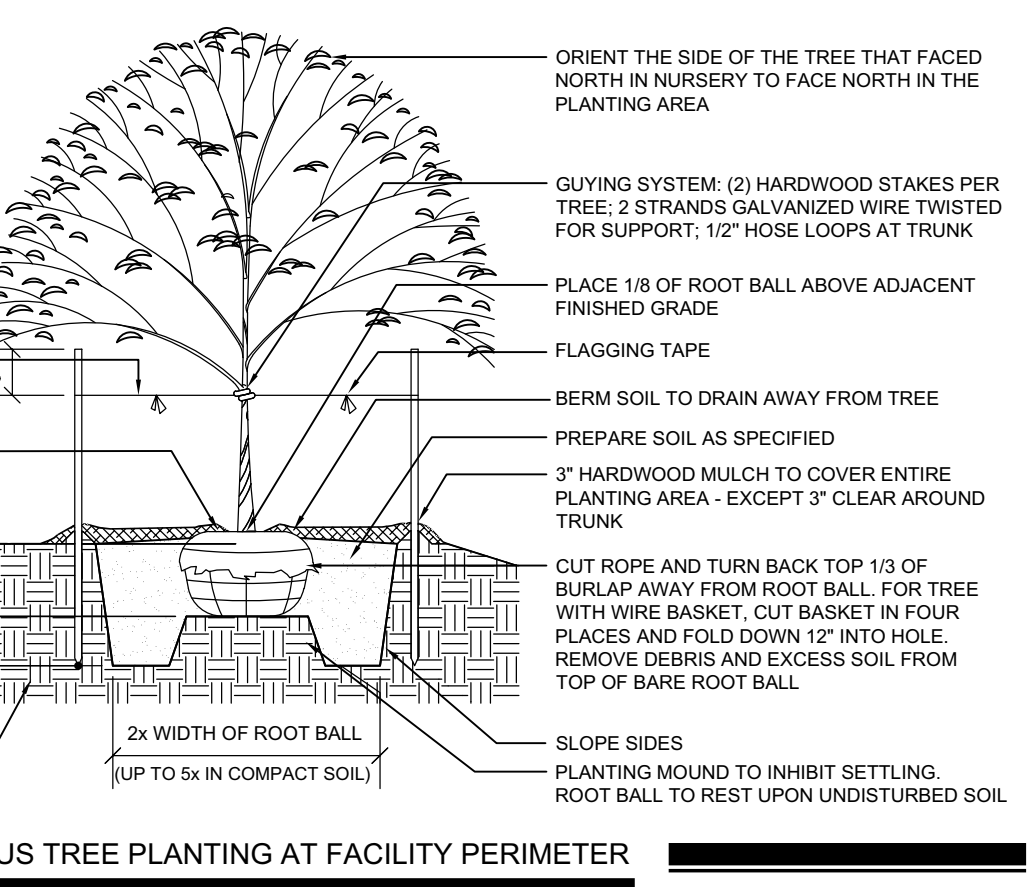 ORIENT THE SIDE OF THE TREE THAT FACED
NORTH IN NURSERY TO FACE NORTH IN THE
PLANTING AREA
GUYING SYSTEM: (2) HARDWOOD STAKES PER
TREE; 2 STRANDS GALVANIZED WIRE TWISTED
FOR SUPPORT; 1/2" HOSE LOOPS AT TRUNK
PLACE 1/8 OF ROOT BALL ABOVE ADJACENT
FINISHED GRADE
FLAGGING TAPE
BERM SOIL TO DRAIN AWAY FROM TREE
PREPARE SOIL AS SPECIFIED
3" HARDWOOD MULCH TO COVER ENTIRE
PLANTING AREA - EXCEPT 3" CLEAR AROUND
TRUNK
CUT ROPE AND TURN BACK TOP 1/3 OF
BURLAP AWAY FROM ROOT BALL. FOR TREE
WITH WIRE BASKET, CUT BASKET IN FOUR
PLACES AND FOLD DOWN 12" INTO HOLE.
REMOVE DEBRIS AND EXCESS SOIL FROM
TOP OF BARE ROOT BALL
2x WIDTH OF ROOT BALL
(UP TO 5x IN COMPACT SOIL)
SLOPE SIDES
PLANTING MOUND TO INHIBIT SETTLING.
ROOT BALL TO REST UPON UNDISTURBED SOIL
US TREE PLANTING AT FACILITY PERIMETER